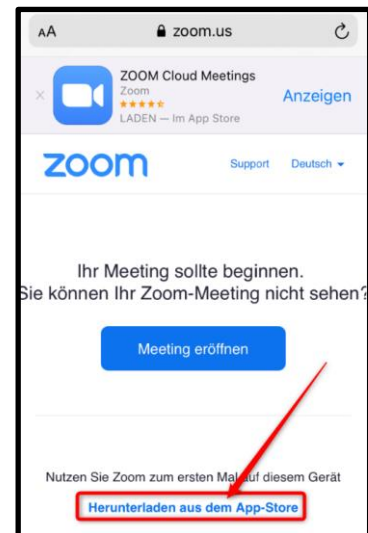 AA zoom.us
ZOOM Cloud Meetings
Zoom
LADEN — Im App Store
Anzeigen
zoom Support Deutsch
Ihr Meeting sollte beginnen.
Sie können Ihr Zoom-Meeting nicht sehen?
Meeting eröffnen
Nutzen Sie Zoom zum ersten Mal auf diesem Gerät
Herunterladen aus dem App-Store